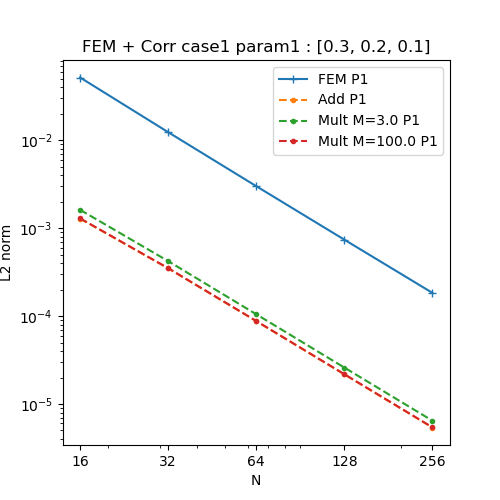 FEM + Corr case1 param1 : [0.3, 0.2, 0.1]
FEM P1
Add P1
Mult M=3.0 P1
Mult M=100.0 P1
L2 norm
10⁻²
10⁻³
10⁻⁴
10⁻⁵
16 32 64 128 256
N